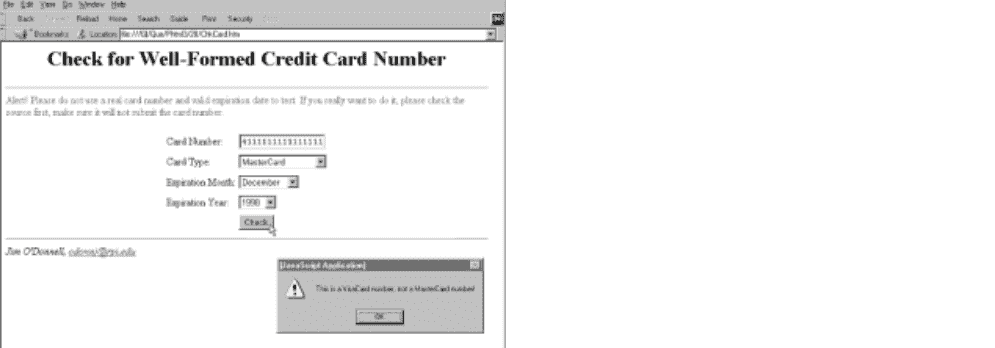 File Edit View Go Window Help
Back Reload Home Search Guide Print Security
Bookmarks Location:
Check for Well-Formed Credit Card Number
Alert! Please do not use a real card number and valid expiration date to test. If you really want to do it, please check the
source first, make sure it will not submit the card number.
Card Number:
Card Type: MasterCard
Expiration Month: December
Expiration Year: 1998
Check
Jim O'Donnell, odonnj@rpi.edu
[JavaScript Application]
This is a VisaCard number, not a MasterCard number!
OK